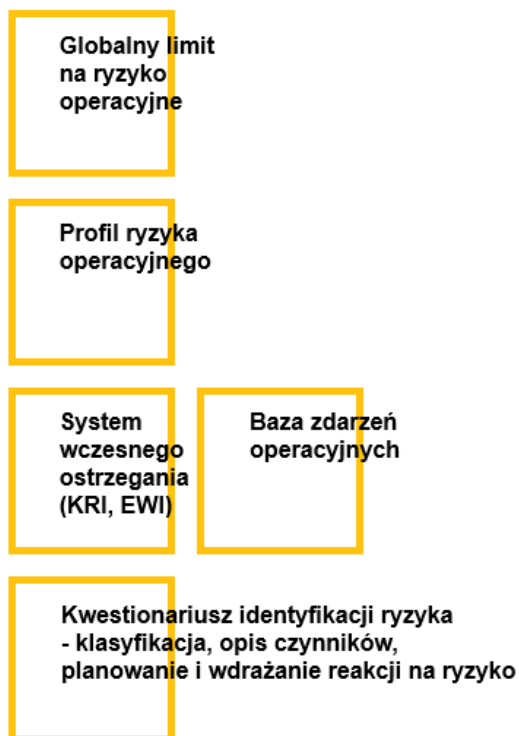 Globalny limit
na ryzyko
operacyjne
Profil ryzyka
operacyjnego
System
wczesnego
ostrzegania
(KRI, EWI)
Baza zdarzeń
operacyjnych
Kwestionariusz identyfikacji ryzyka
- klasyfikacja, opis czynników,
planowanie i wdrażanie reakcji na ryzyko